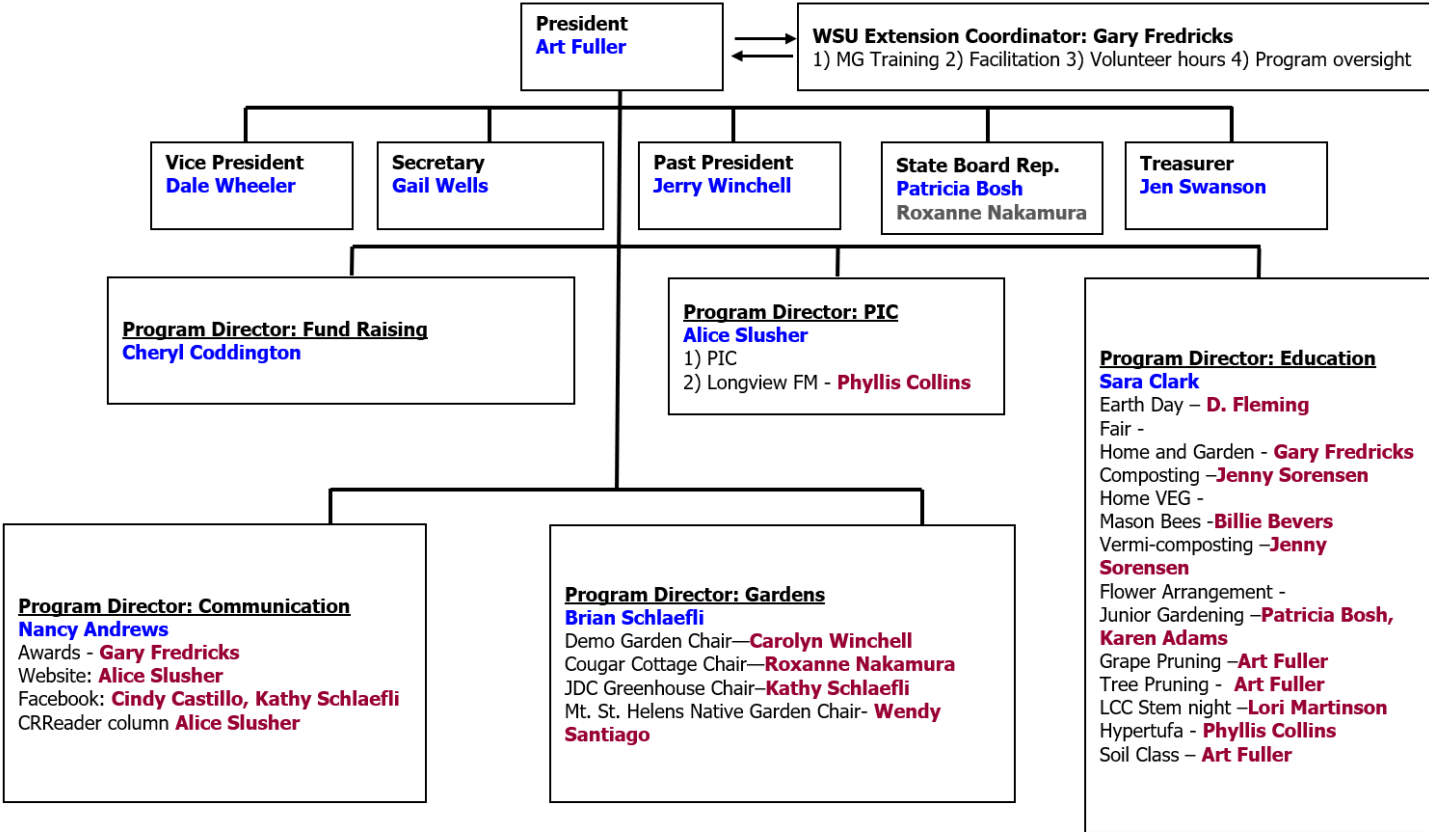 President
Art Fuller
WSU Extension Coordinator: Gary Fredricks
1) MG Training 2) Facilitation 3) Volunteer hours 4) Program oversight
Vice President
Dale Wheeler
Secretary
Gail Wells
Past President
Jerry Winchell
State Board Rep.
Patricia Bosh
Roxanne Nakamura
Treasurer
Jen Swanson
Program Director: Fund Raising
Cheryl Coddington
Program Director: PIC
Alice Slusher
1) PIC
2) Longview FM - Phyllis Collins
Program Director: Education
Sara Clark
Earth Day – D. Fleming
Fair -
Home and Garden - Gary Fredricks
Composting –Jenny Sorensen
Home VEG -
Mason Bees -Billie Bevers
Vermi-composting –Jenny
Sorensen
Flower Arrangement -
Junior Gardening –Patricia Bosh,
Karen Adams
Grape Pruning –Art Fuller
Tree Pruning - Art Fuller
LCC Stem night –Lori Martinson
Hypertufa - Phyllis Collins
Soil Class – Art Fuller
Program Director: Communication
Nancy Andrews
Awards - Gary Fredricks
Website: Alice Slusher
Facebook: Cindy Castillo, Kathy Schlaefli
CRReader column Alice Slusher
Program Director: Gardens
Brian Schlaefli
Demo Garden Chair—Carolyn Winchell
Cougar Cottage Chair—Roxanne Nakamura
JDC Greenhouse Chair–Kathy Schlaefli
Mt. St. Helens Native Garden Chair- Wendy
Santiago